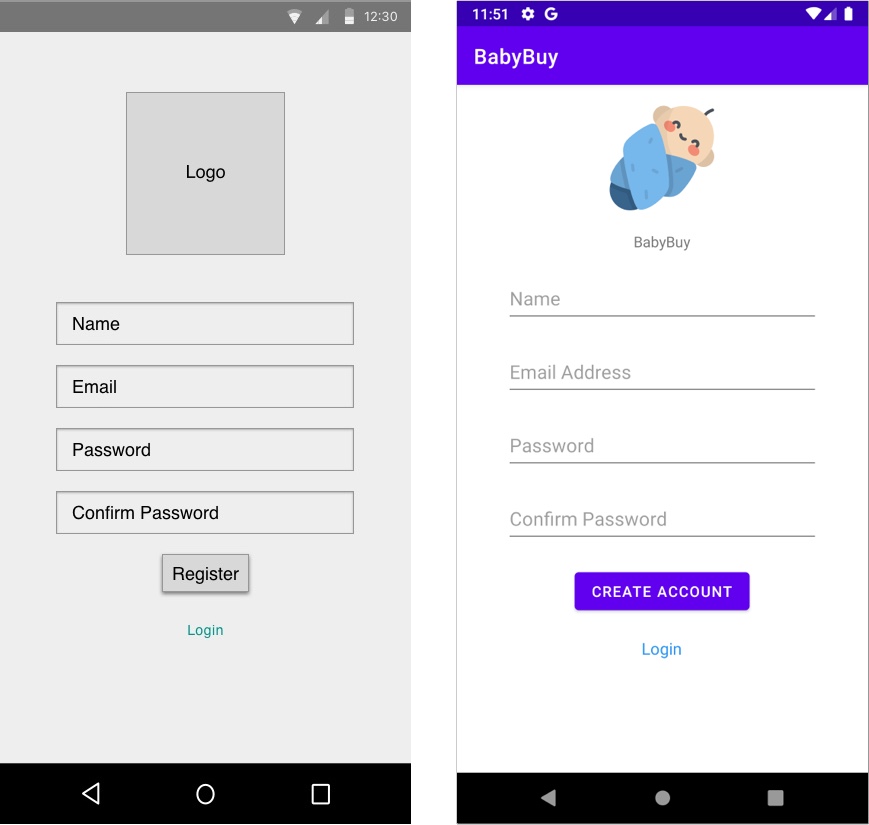 12:30
Logo
Name
Email
Password
Confirm Password
Register
Login
11:51 G
BabyBuy
BabyBuy
Name
Email Address
Password
Confirm Password
CREATE ACCOUNT
Login